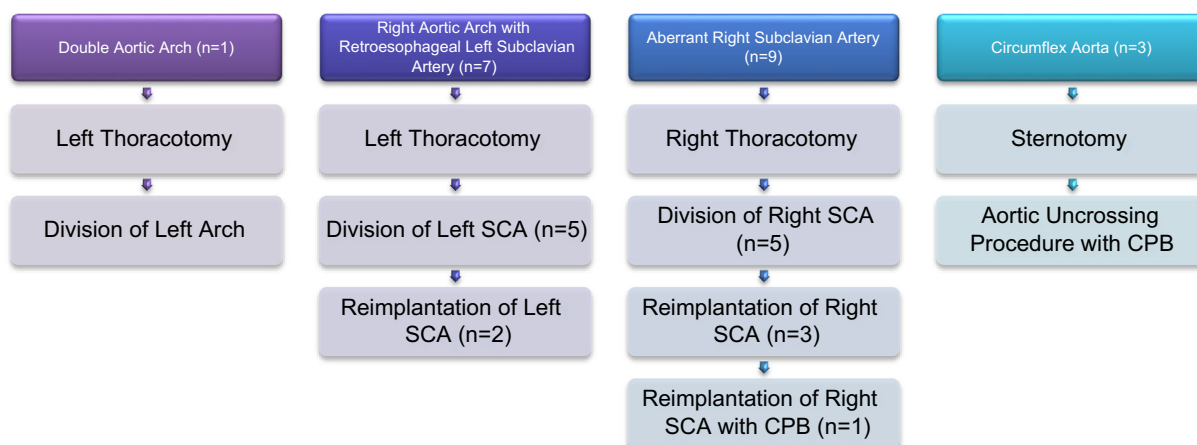 Double Aortic Arch (n=1)
Left Thoracotomy
Division of Left Arch
Right Aortic Arch with
Retroesophageal Left Subclavian
Artery (n=7)
Left Thoracotomy
Division of Left SCA (n=5)
Reimplantation of Left
SCA (n=2)
Aberrant Right Subclavian Artery
(n=9)
Right Thoracotomy
Division of Right SCA
(n=5)
Reimplantation of Right
SCA (n=3)
Reimplantation of Right
SCA with CPB (n=1)
Circumflex Aorta (n=3)
Sternotomy
Aortic Uncrossing
Procedure with CPB